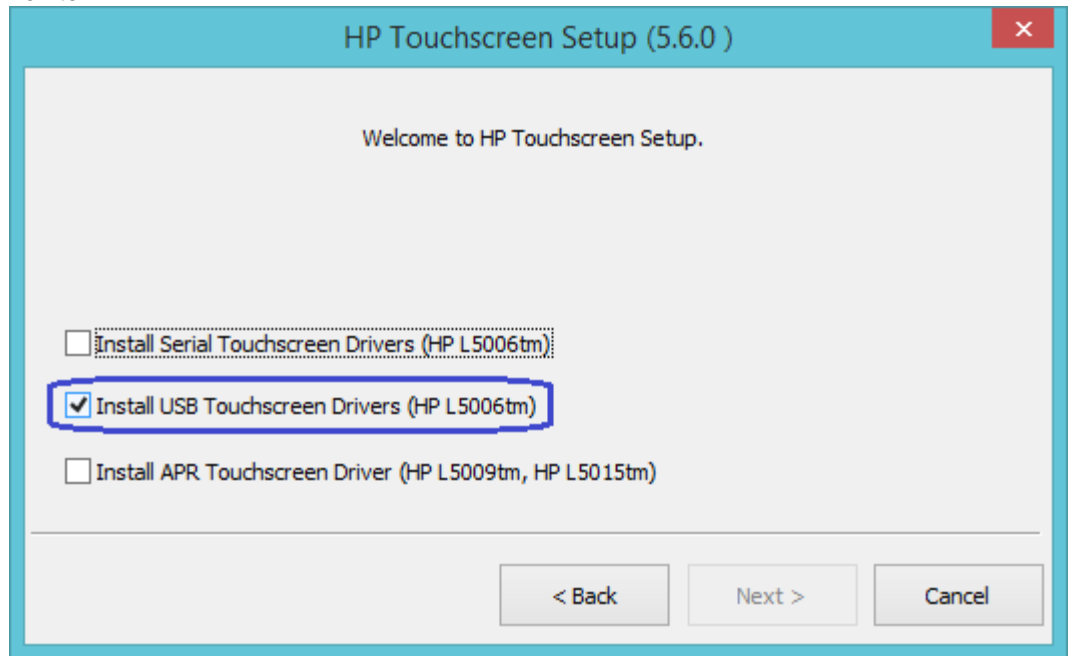 HP Touchscreen Setup (5.6.0 )
Welcome to HP Touchscreen Setup.
Install Serial Touchscreen Drivers (HP L5006tm)
Install USB Touchscreen Drivers (HP L5006tm)
Install APR Touchscreen Driver (HP L5009tm, HP L5015tm)
< Back Next > Cancel